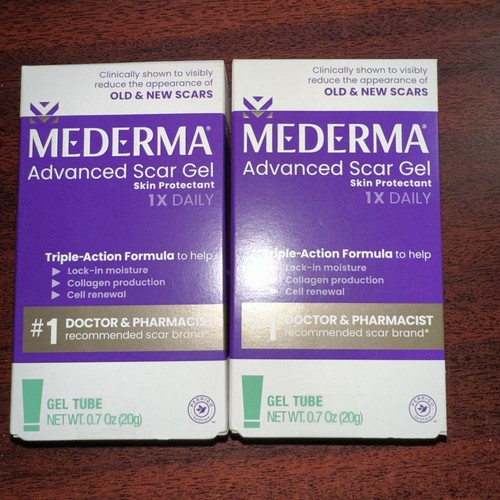 Clinically shown to visibly
reduce the appearance of
OLD & NEW SCARS
MEDERMA®
Advanced Scar Gel
Skin Protectant
1X DAILY
Triple-Action Formula to help
Lock-in moisture
Collagen production
Cell renewal
#1 DOCTOR & PHARMACIST
recommended scar brand*
GEL TUBE
NET WT. 0.7 Oz (20g)
Clinically shown to visibly
reduce the appearance of
OLD & NEW SCARS
MEDERMA®
Advanced Scar Gel
Skin Protectant
1X DAILY
Triple-Action Formula to help
Lock-in moisture
Collagen production
Cell renewal
1 DOCTOR & PHARMACIST
recommended scar brand*
GEL TUBE
NET WT. 0.7 Oz (20g)